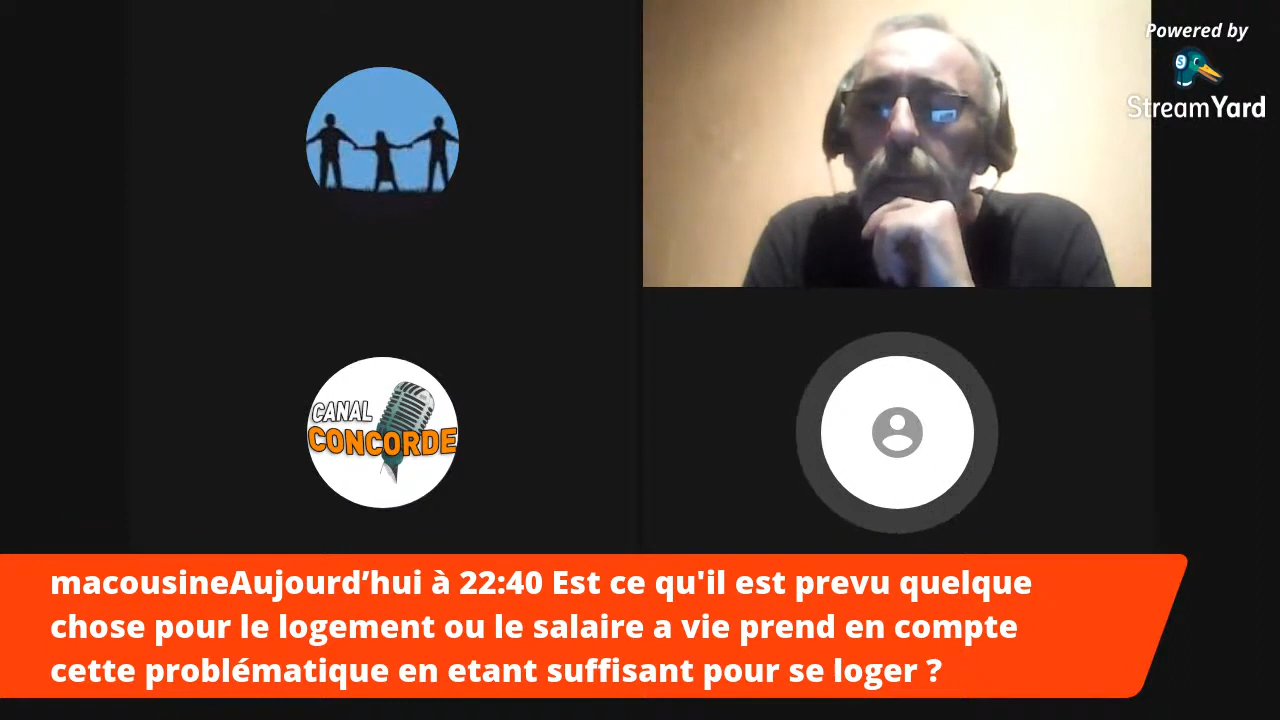 Powered by
StreamYard
CANAL
CONCORDE
macousineAujourd’hui à 22:40 Est ce qu'il est prevu quelque
chose pour le logement ou le salaire a vie prend en compte
cette problématique en etant suffisant pour se loger ?